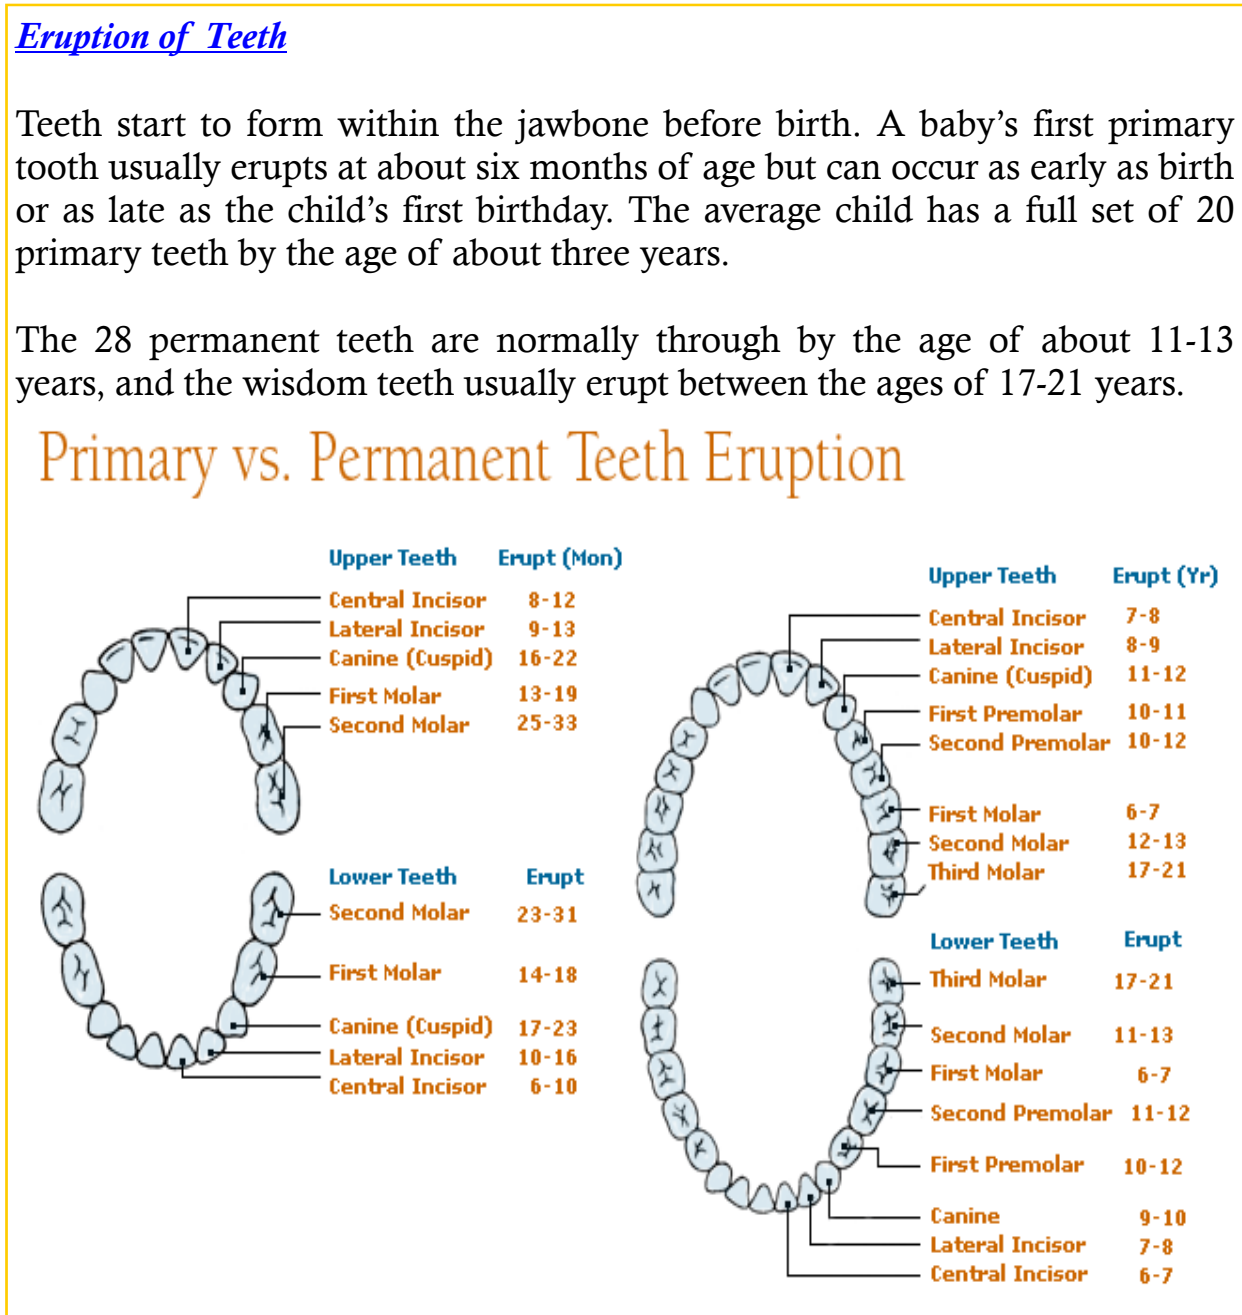 Eruption of Teeth
Teeth start to form within the jawbone before birth. A baby's first primary
tooth usually erupts at about six months of age but can occur as early as birth
or as late as the child's first birthday. The average child has a full set of 20
primary teeth by the age of about three years.
The 28 permanent teeth are normally through by the age of about 11-13
years, and the wisdom teeth usually erupt between the ages of 17-21 years.
Primary vs. Permanent Teeth Eruption
Upper Teeth Erupt (Mon)
Central Incisor 8-12
Lateral Incisor 9-13
Canine (Cuspid) 16-22
First Molar 13-19
Second Molar 25-33
Lower Teeth Erupt
Second Molar 23-31
First Molar 14-18
Canine (Cuspid) 17-23
Lateral Incisor 10-16
Central Incisor 6-10
Upper Teeth Erupt (Yr)
Central Incisor 7-8
Lateral Incisor 8-9
Canine (Cuspid) 11-12
First Premolar 10-11
Second Premolar 10-12
First Molar 6-7
Second Molar 12-13
Third Molar 17-21
Lower Teeth Erupt
Third Molar 17-21
Second Molar 11-13
First Molar 6-7
Second Premolar 11-12
First Premolar 10-12
Canine 9-10
Lateral Incisor 7-8
Central Incisor 6-7